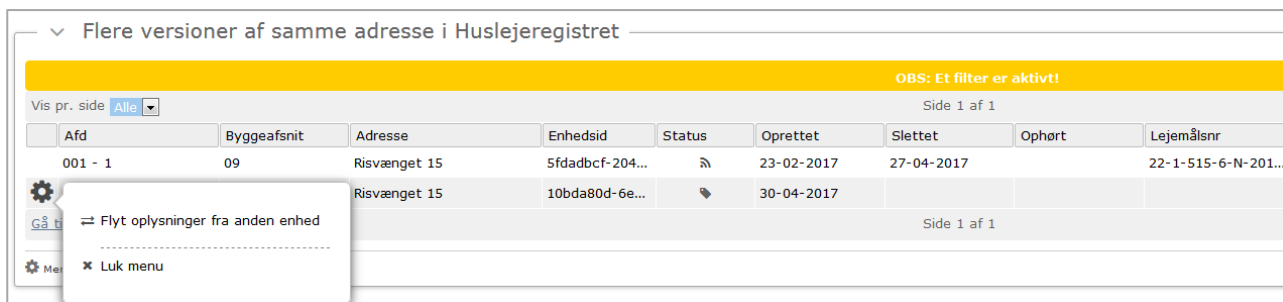 Flere versioner af samme adresse i Huslejeregistret
OBS: Et filter er aktivt!
Vis pr. side Alle Side 1 af 1
Afd Byggeafsnit Adresse Enhedsid Status Oprettet Slettet Ophørt Lejemålsnr
001 - 1 09 Risvænget 15 5fdadbcf-204... 23-02-2017 27-04-2017 22-1-515-6-N-201...
Risvænget 15 10bda80d-6e... 30-04-2017
Flyt oplysninger fra anden enhed
Gå ti Side 1 af 1
Luk menu